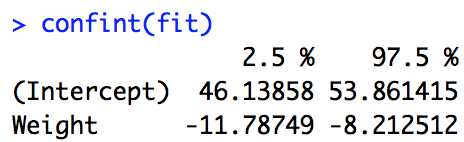 > confint(fit)
2.5 % 97.5 %
(Intercept) 46.13858 53.861415
Weight -11.78749 -8.212512